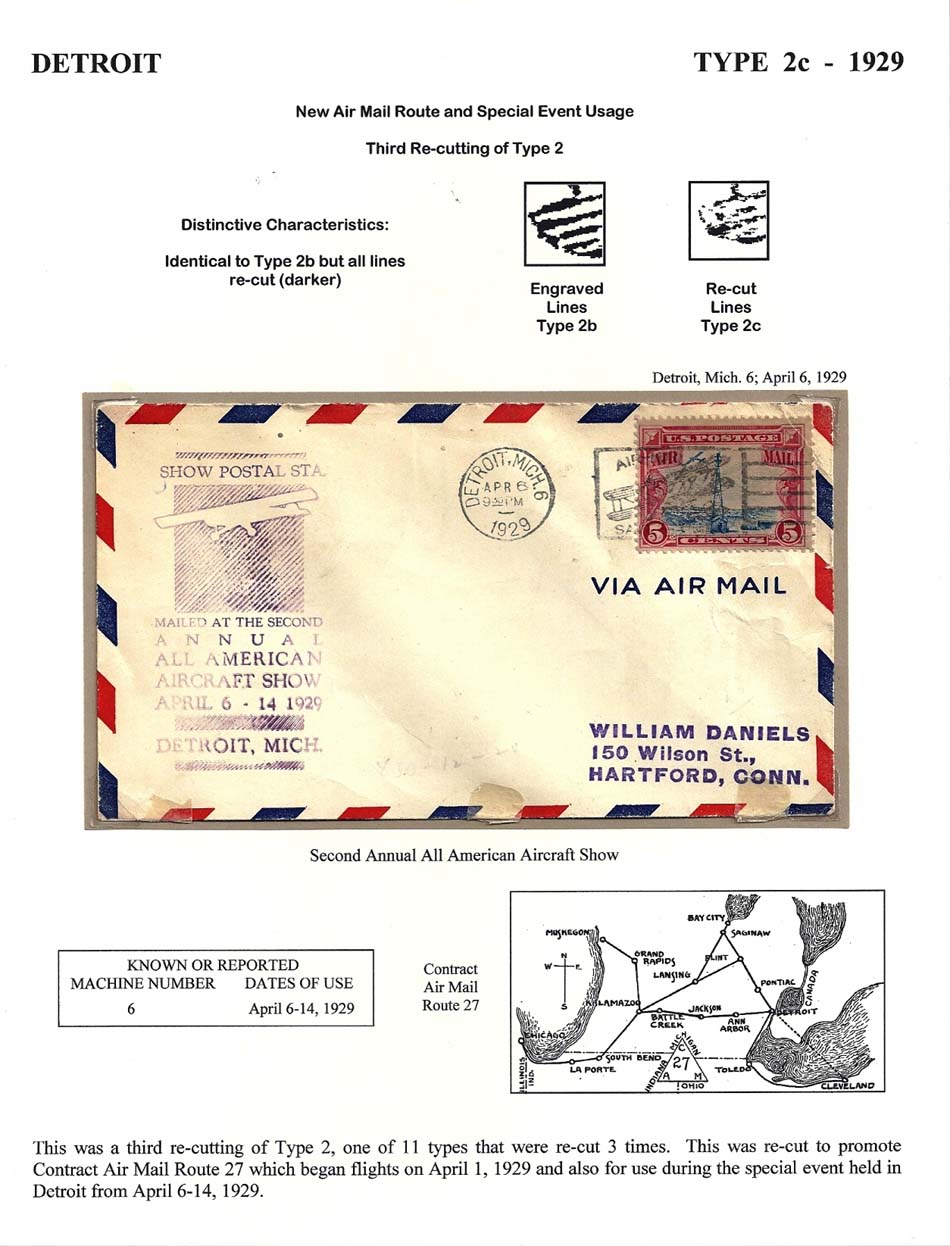 DETROIT
TYPE 2c - 1929
New Air Mail Route and Special Event Usage
Third Re-cutting of Type 2
Distinctive Characteristics:
Identical to Type 2b but all lines
re-cut (darker)
Engraved
Lines
Type 2b
Re-cut
Lines
Type 2c
Detroit, Mich. 6; April 6, 1929
SHOW POSTAL STA.
MAILED AT THE SECOND
ANNUAL
ALL AMERICAN
AIRCRAFT SHOW
APRIL 6 - 14 1929
DETROIT, MICH.
DETROIT, MICH. 6
APR 6
PM
1929
AIR
SA
U.S. POSTAGE
AIR MAIL
5 CENTS 5
VIA AIR MAIL
WILLIAM DANIELS
150 Wilson St.,
HARTFORD, CONN.
Second Annual All American Aircraft Show
KNOWN OR REPORTED
MACHINE NUMBER DATES OF USE
6 April 6-14, 1929
Contract
Air Mail
Route 27
BAY CITY
SAGINAW
MUSKEGON
GRAND
RAPIDS
FLINT
LANSING
N
W E
S
PONTIAC
CANADA
KALAMAZOO
DETROIT
BATTLE
CREEK
JACKSON
ANN
ARBOR
CHICAGO
MICHIGAN
SOUTH BEND
LA PORTE
ILLINOIS
IND.
INDIANA
C
27
A M
OHIO
TOLEDO
CLEVELAND
This was a third re-cutting of Type 2, one of 11 types that were re-cut 3 times. This was re-cut to promote
Contract Air Mail Route 27 which began flights on April 1, 1929 and also for use during the special event held in
Detroit from April 6-14, 1929.